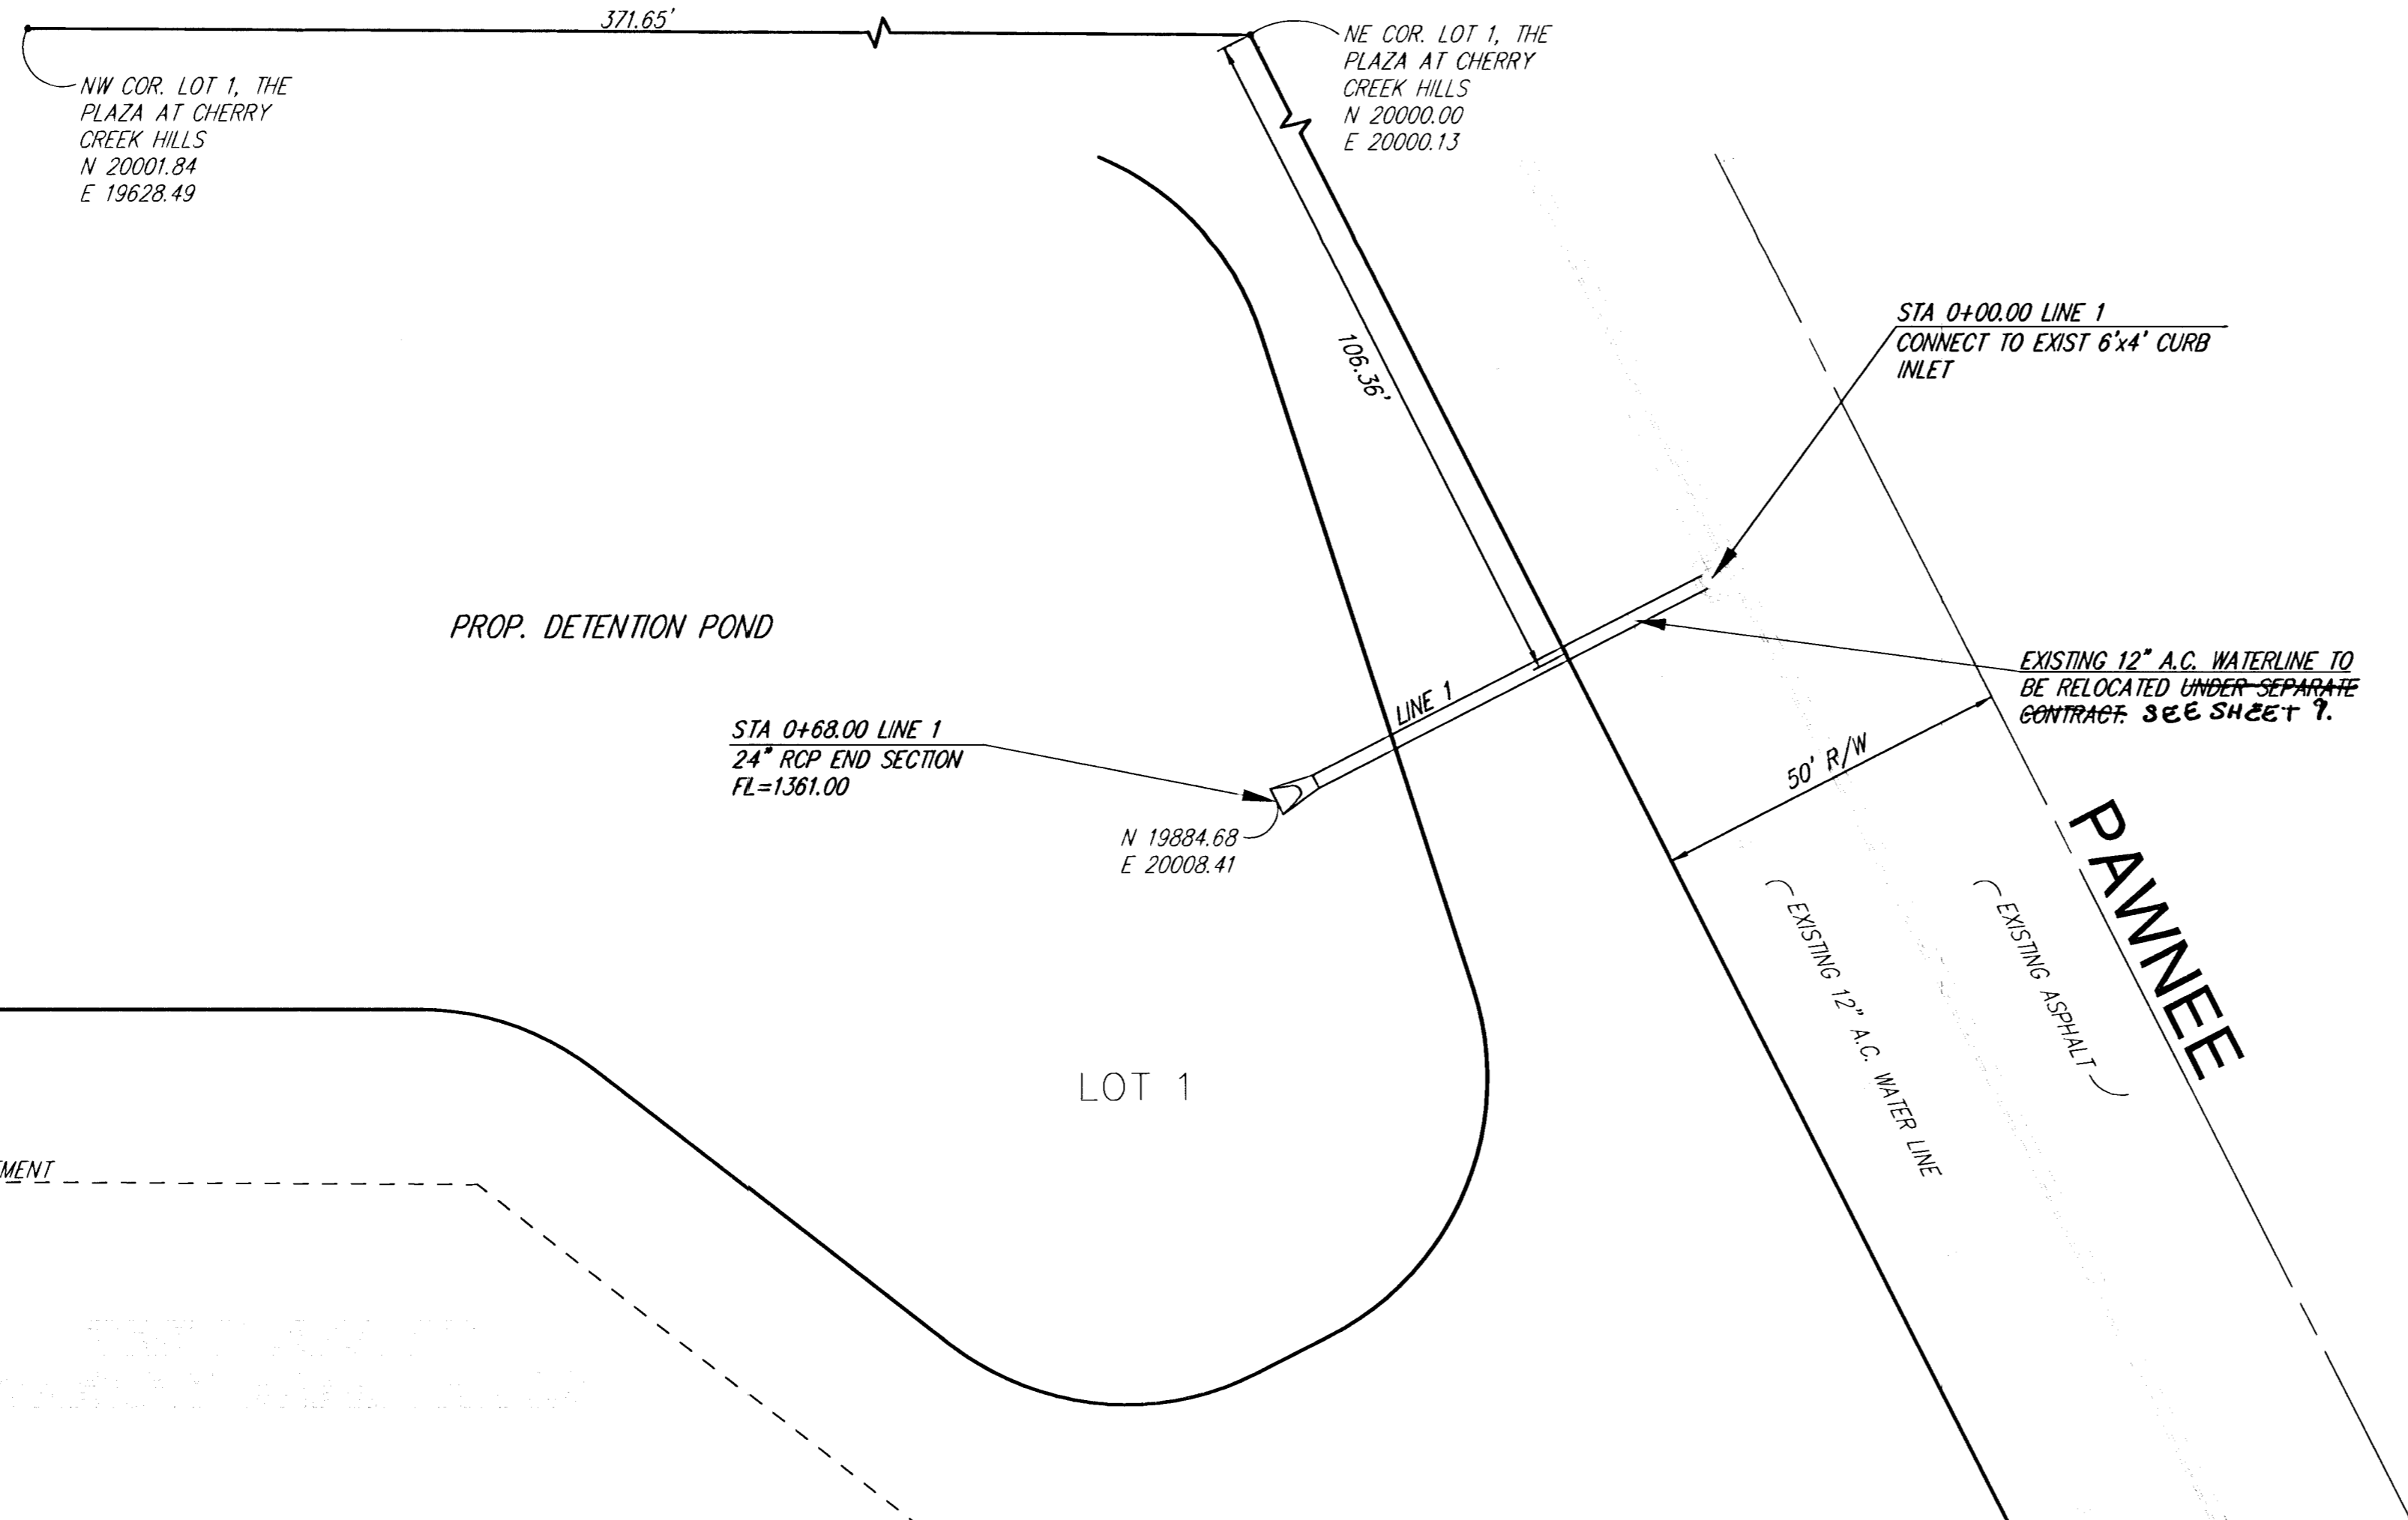 371.65'
NW COR. LOT 1, THE
PLAZA AT CHERRY
CREEK HILLS
N 20001.84
E 19628.49
NE COR. LOT 1, THE
PLAZA AT CHERRY
CREEK HILLS
N 20000.00
E 20000.13
106.36'
STA 0+00.00 LINE 1
CONNECT TO EXIST 6'x4' CURB
INLET
PROP. DETENTION POND
EXISTING 12" A.C. WATERLINE TO
BE RELOCATED UNDER SEPARATE
CONTRACT. SEE SHEET 9.
LINE 1
STA 0+68.00 LINE 1
24" RCP END SECTION
FL=1361.00
50' R/W
N 19884.68
E 20008.41
PAWNEE
EXISTING 12" A.C. WATER LINE
EXISTING ASPHALT
LOT 1
EMENT